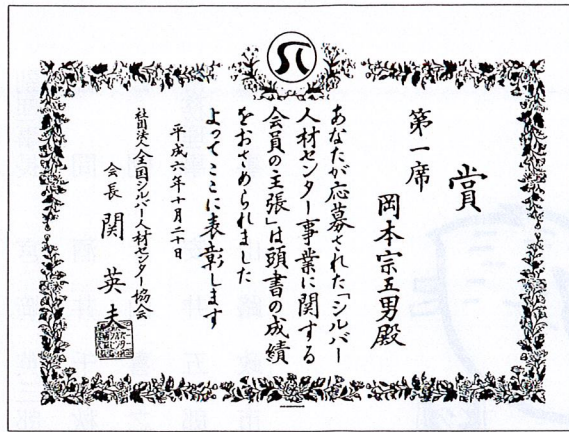 賞
第一席
岡本宗五男殿
あなたが応募された「シルバー
人材センター事業に関する
会員の主張」は頭書の成績
をおさめられました
よってここに表彰します
平成六年十月二十日
社団法人全国シルバー人材センター協会
会長 関英夫